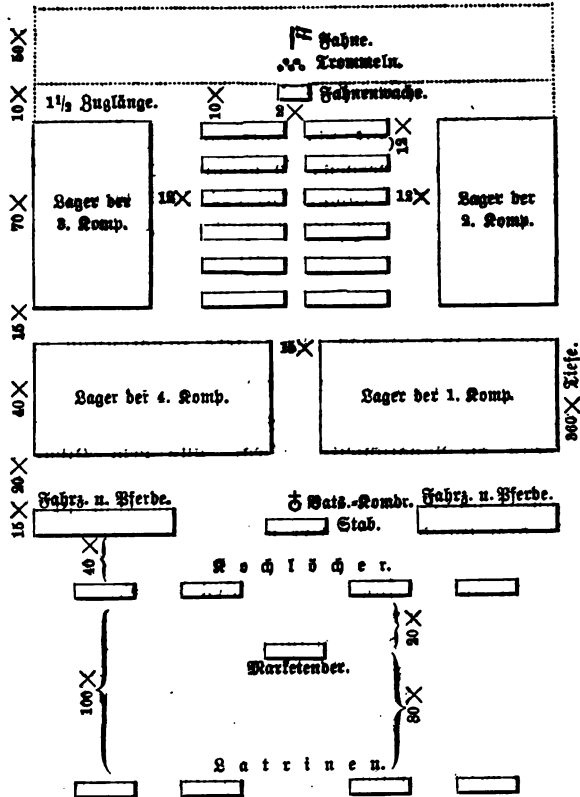 Fahne.
50×
Trommeln.
10×
1½ Zuglänge.
10×
Fahnenwache.
2×
12×
70×
Lager der
3. Komp.
12×
12×
Lager der
2. Komp.
15×
15×
40×
Lager der 4. Komp.
Lager der 1. Komp.
360× Tiefe.
20×
15×
Fahrz. u. Pferde.
Bats.-Kombr.
Stab.
Fahrz. u. Pferde.
40×
Kochlöcher.
20×
Marketender.
100×
80×
Latrinen.